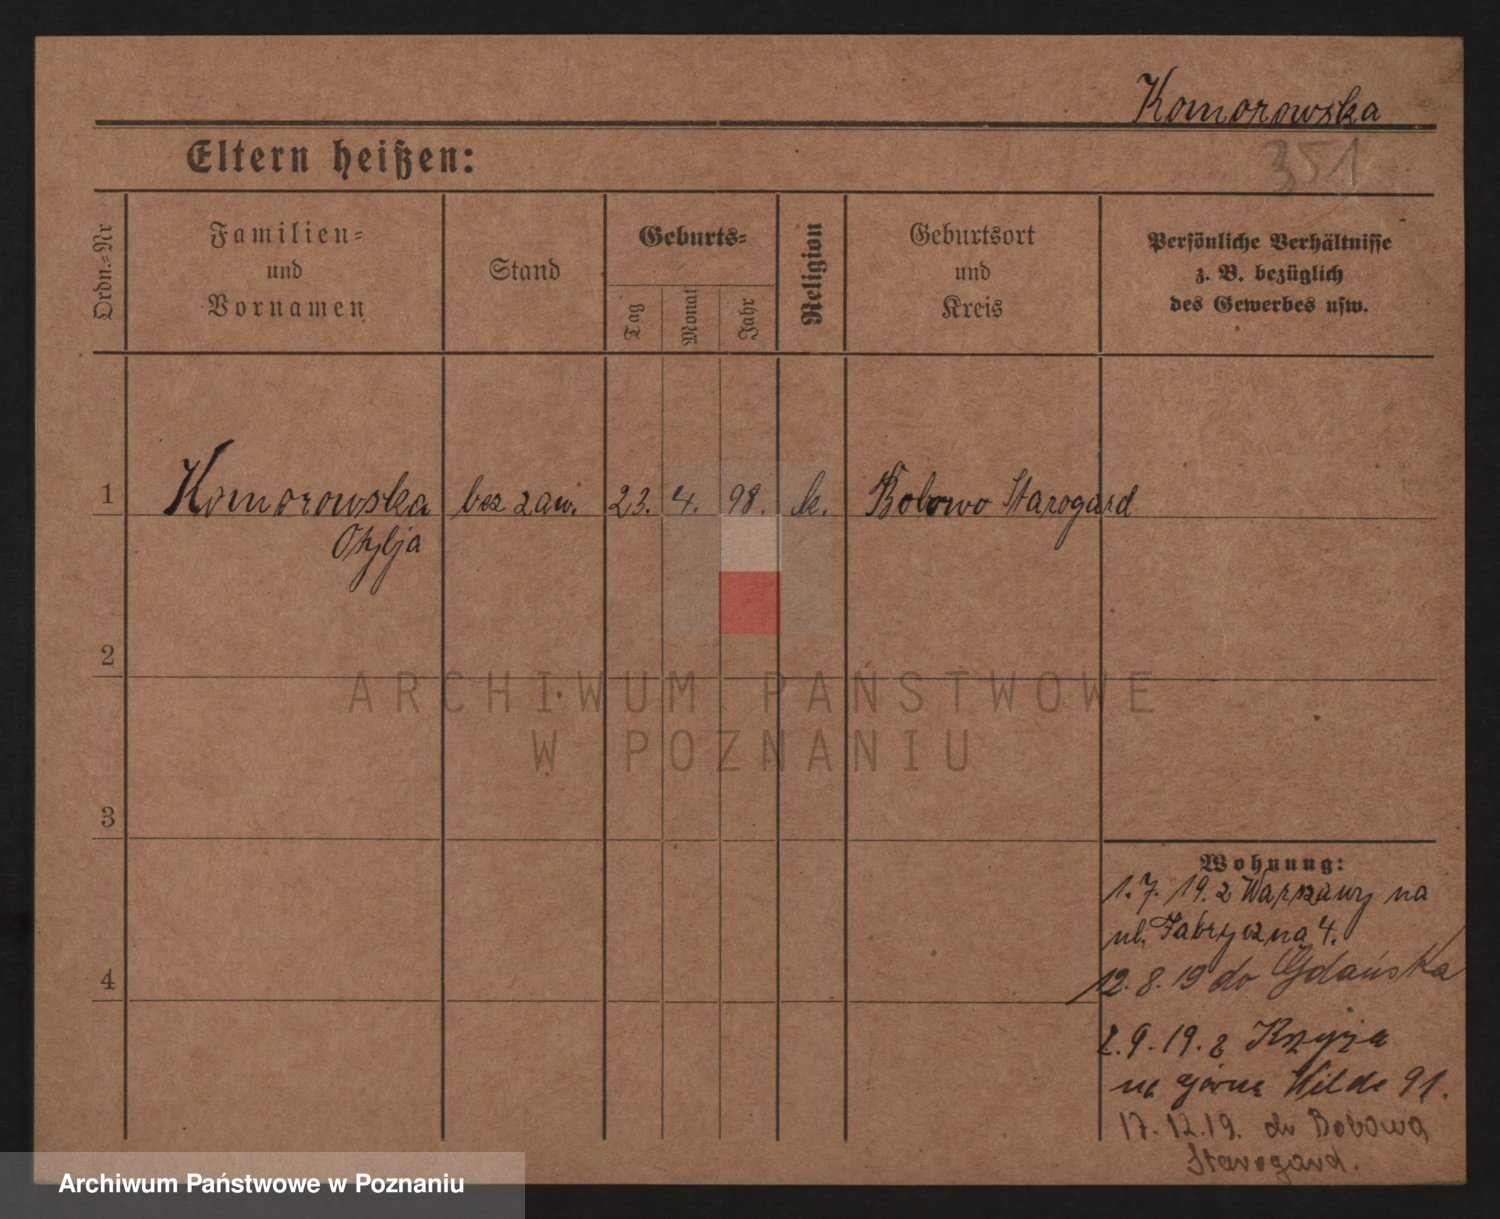 Komorowska
Eltern heißen:
351
Ordn.-Nr
Familien-
und
Vornamen
Stand
Geburts-
Tag
Monat
Jahr
Religion
Geburtsort
und
Kreis
Persönliche Verhältnisse
z. B. bezüglich
des Gewerbes usw.
1 Komorowska bez zaw. 23. 4. 98. k. Bobowo Starogard
Otylja
2
ARCHIWUM PAŃSTWOWE
W POZNANIU
3
Wohnung:
1.7.19. z Warszawy na
ul. Fabryczna 4.
4
12.8.19 do Gdańska
2.9.19. z Krzyża
na górna Wilda 91.
17.12.19. do Bobowa
Starogard.
Archiwum Państwowe w Poznaniu